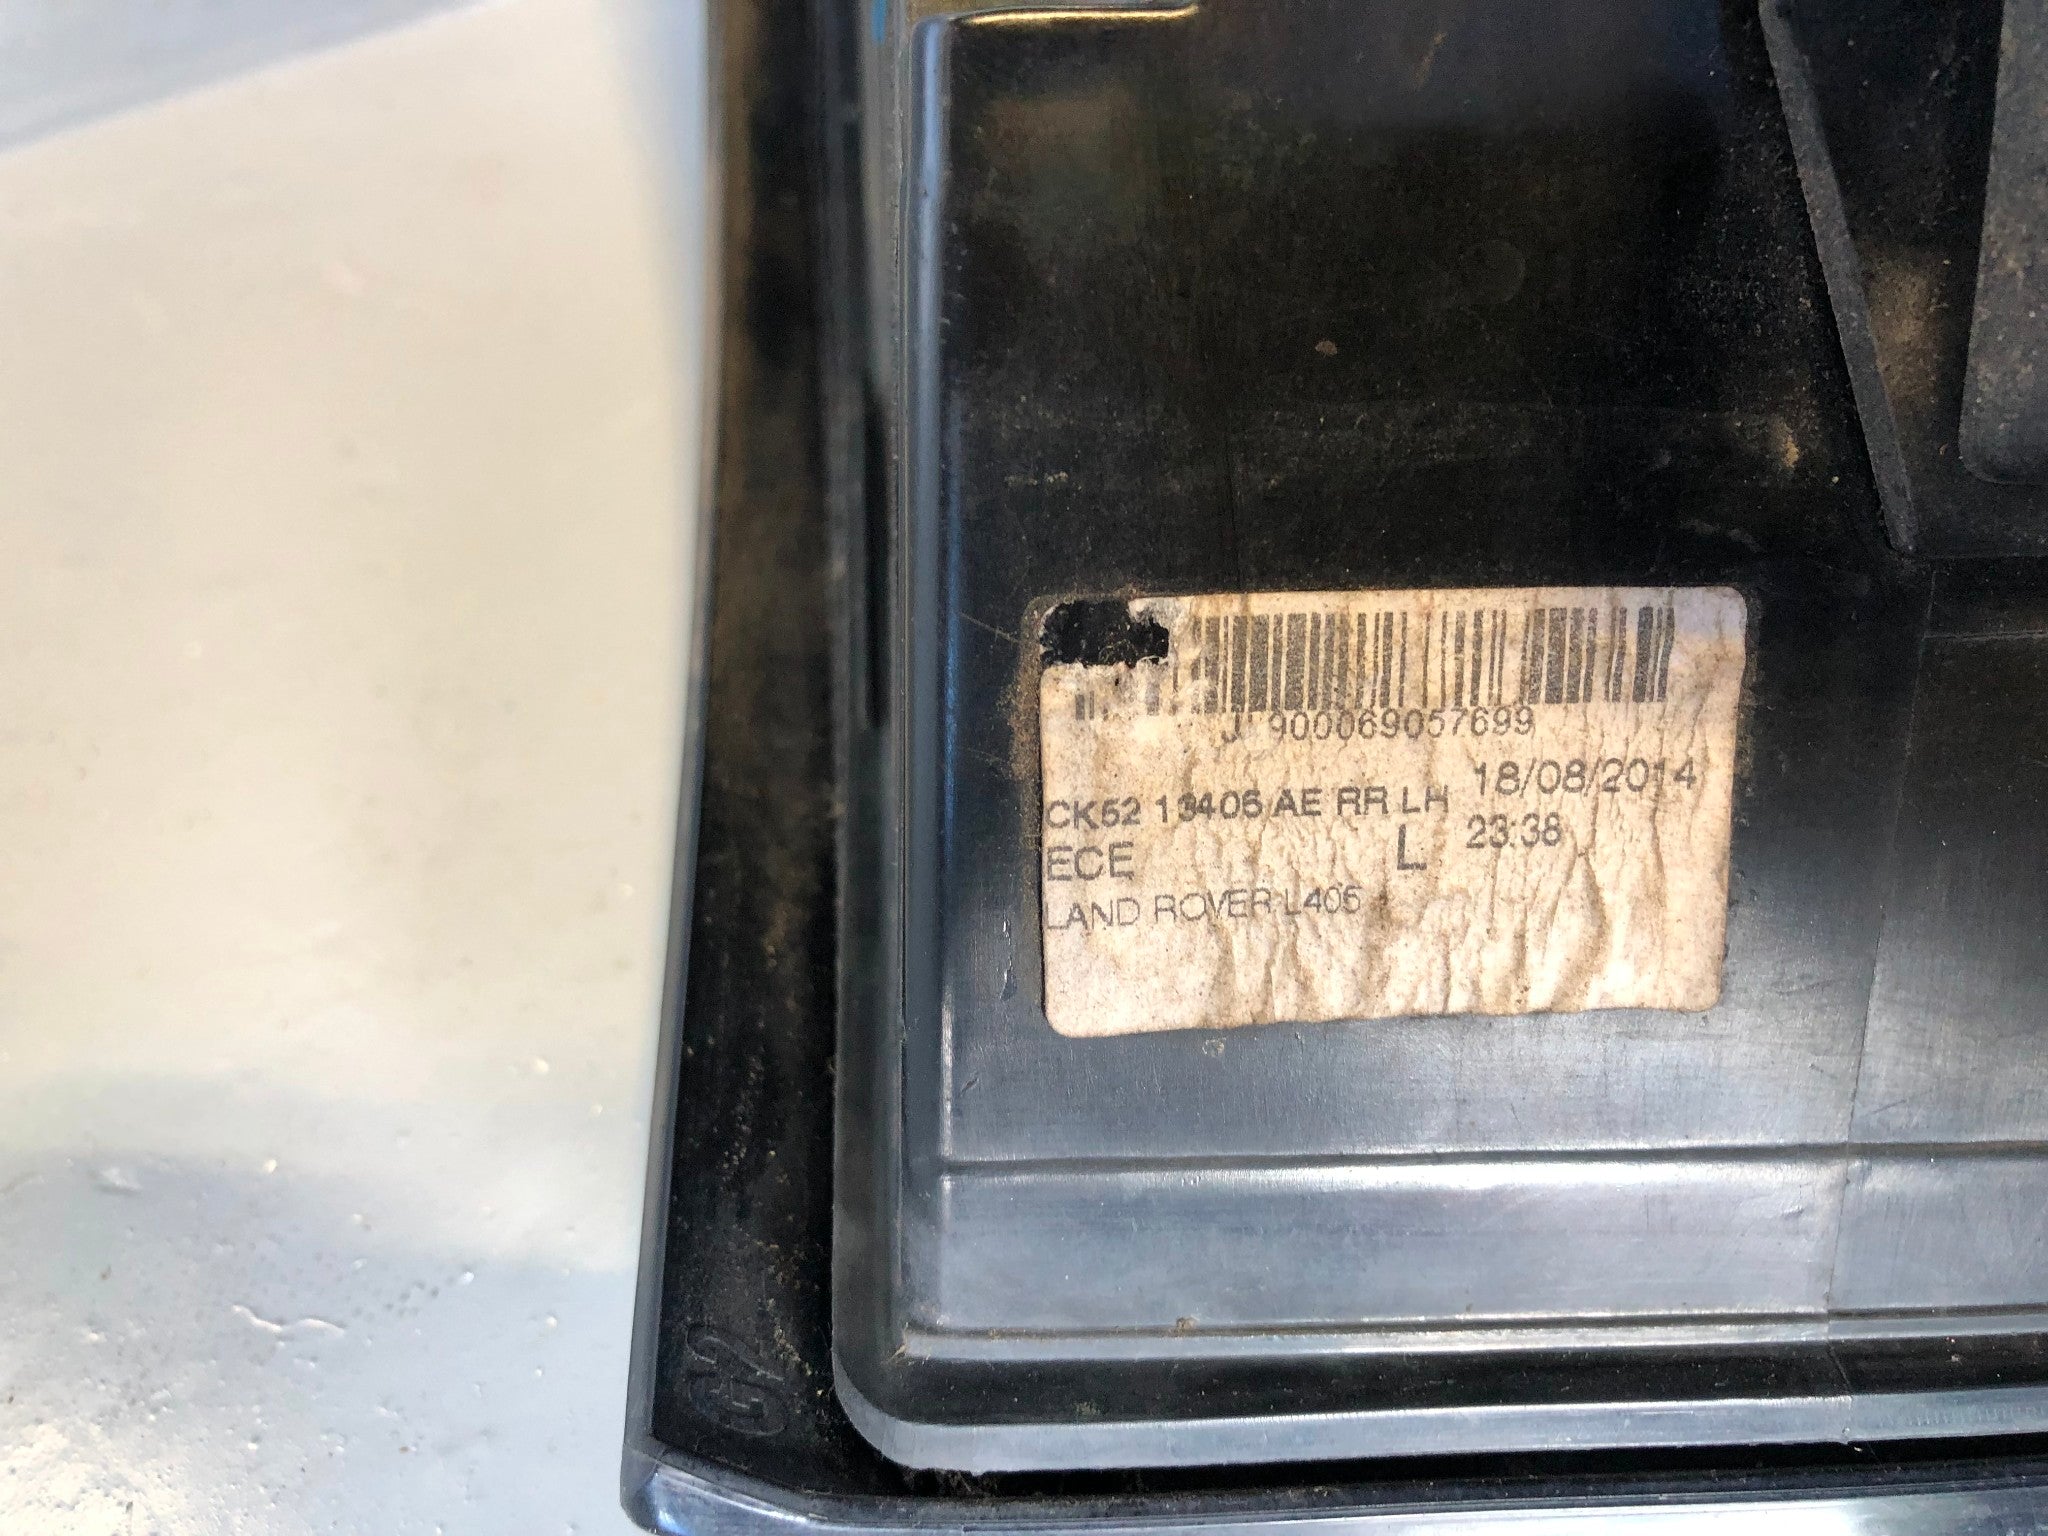 J 900069057699
CK52 13405 AE RR LH 18/08/2014
ECE L 23:38
LAND ROVER L405